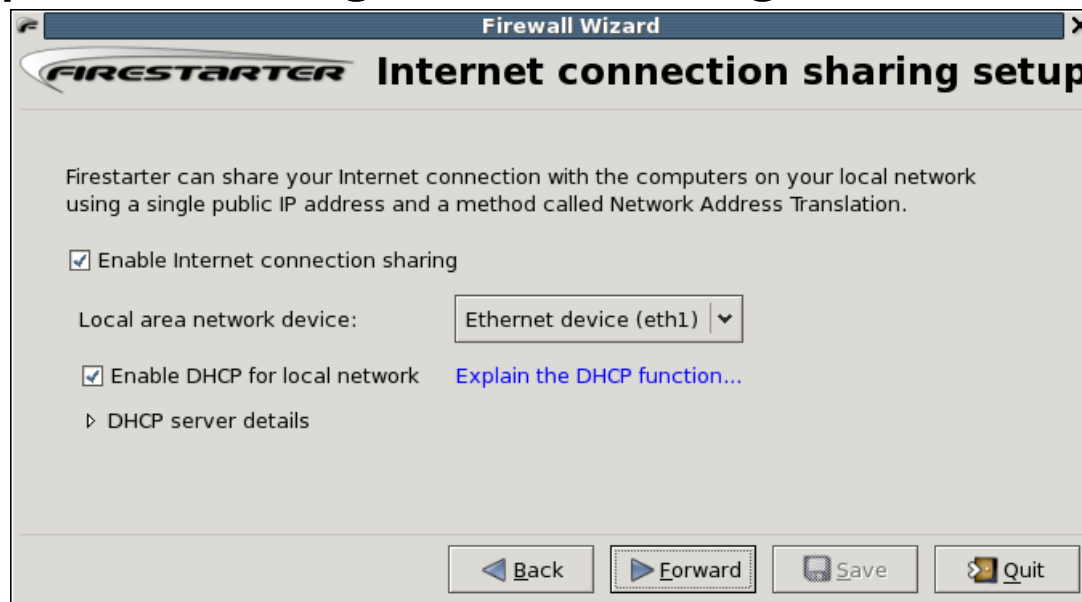 Firewall Wizard
FIRESTARTER Internet connection sharing setup
Firestarter can share your Internet connection with the computers on your local network
using a single public IP address and a method called Network Address Translation.
Enable Internet connection sharing
Local area network device: Ethernet device (eth1)
Enable DHCP for local network Explain the DHCP function...
DHCP server details
Back Forward Save Quit